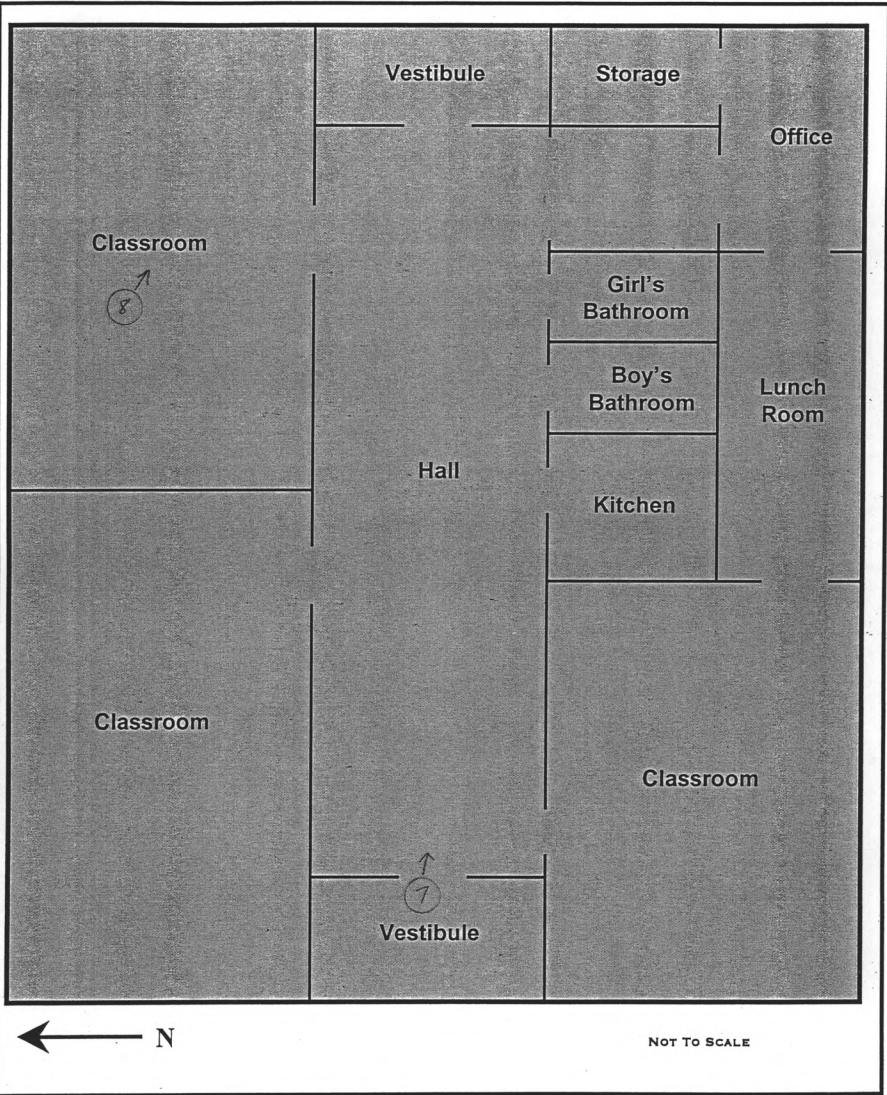 Vestibule
Storage
Office
Classroom
8
Girl's
Bathroom
Boy's
Bathroom
Lunch
Room
Hall
Kitchen
Classroom
Classroom
7
Vestibule
N
NOT TO SCALE